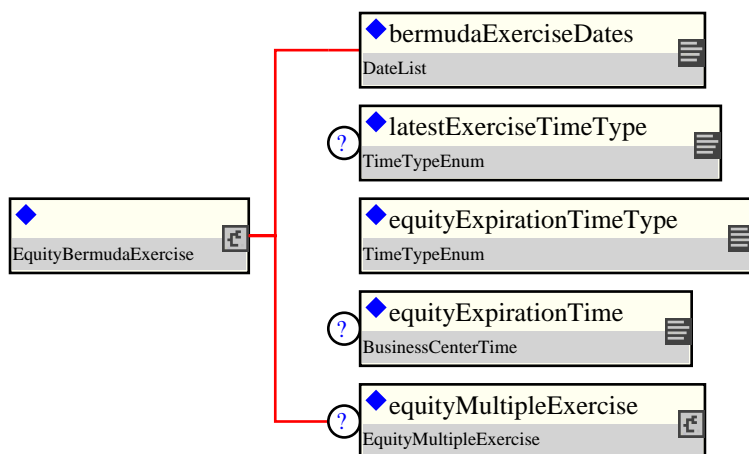 bermudaExerciseDates
DateList
?
latestExerciseTimeType
TimeTypeEnum
EquityBermudaExercise
equityExpirationTimeType
TimeTypeEnum
?
equityExpirationTime
BusinessCenterTime
?
equityMultipleExercise
EquityMultipleExercise